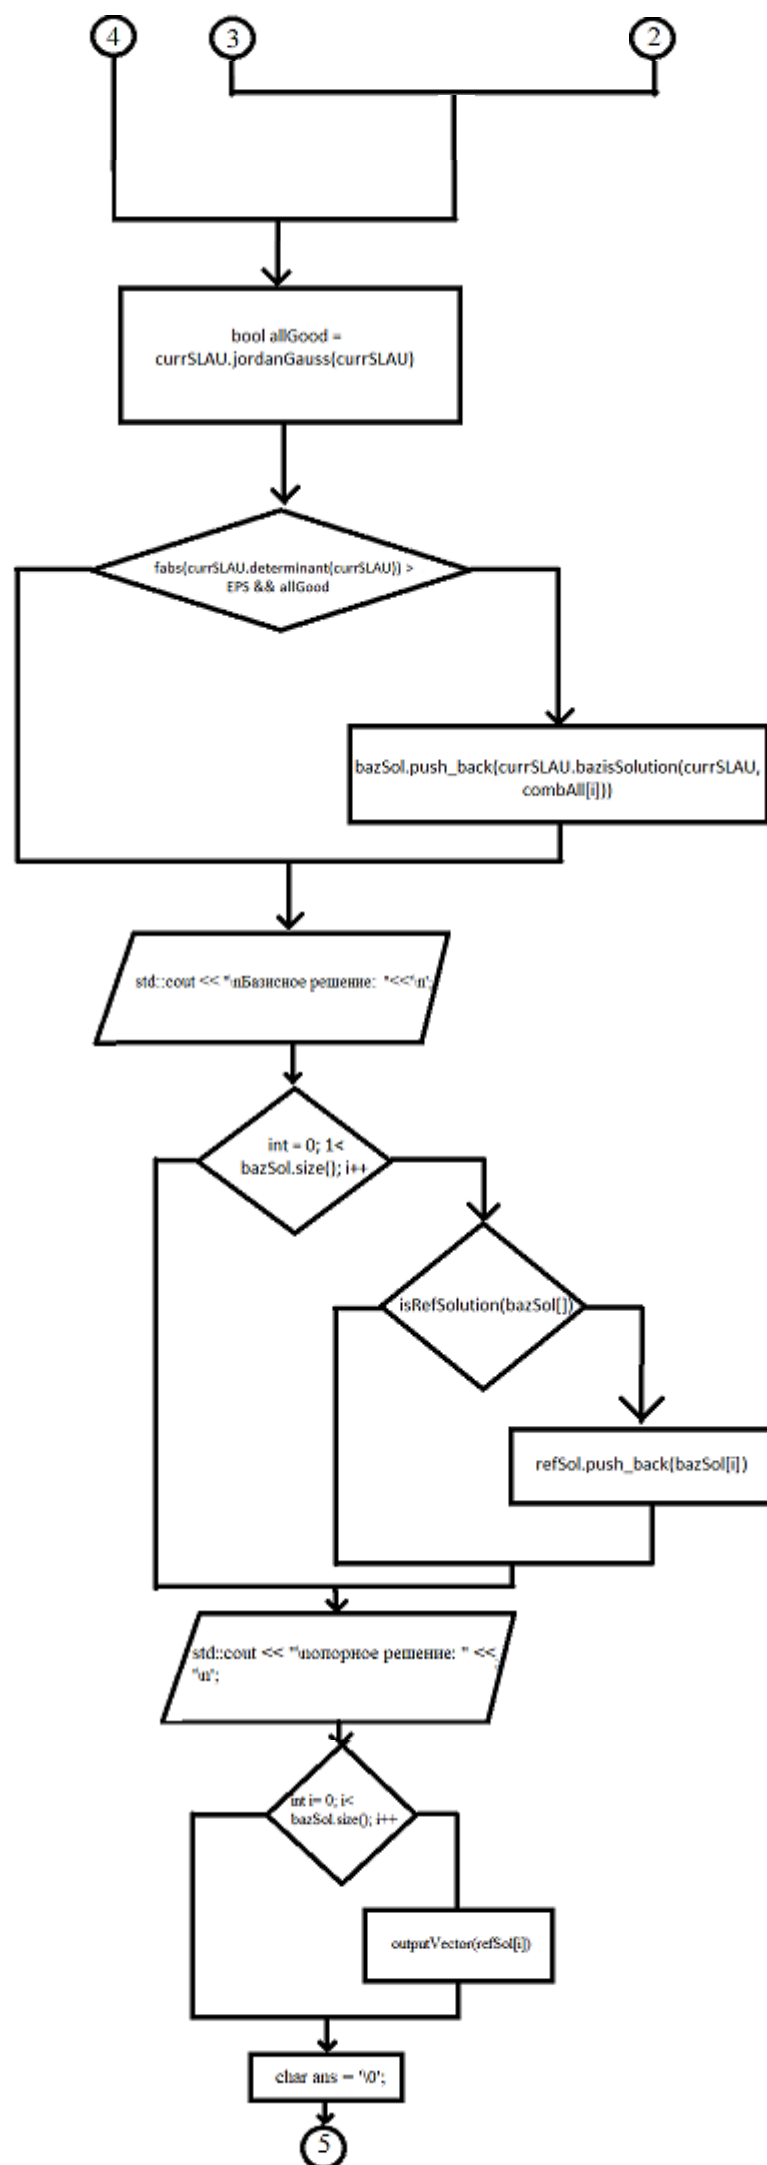 4
3
2
bool allGood =
currSLAU.jordanGauss(currSLAU)
fabs(currSLAU.determinant(currSLAU)) >
EPS && allGood
bazSol.push_back(currSLAU.bazisSolution(currSLAU,
combAll[i]))
std::cout << "\nБазисное решение:  "<<'\n';
int = 0; 1<
bazSol.size(); i++
isRefSolution(bazSol[])
refSol.push_back(bazSol[i])
std::cout << "\nопорное решение: " <<
'\n';
int i= 0; i<
bazSol.size(); i++
outputVector(refSol[i])
char ans = '\0';
5